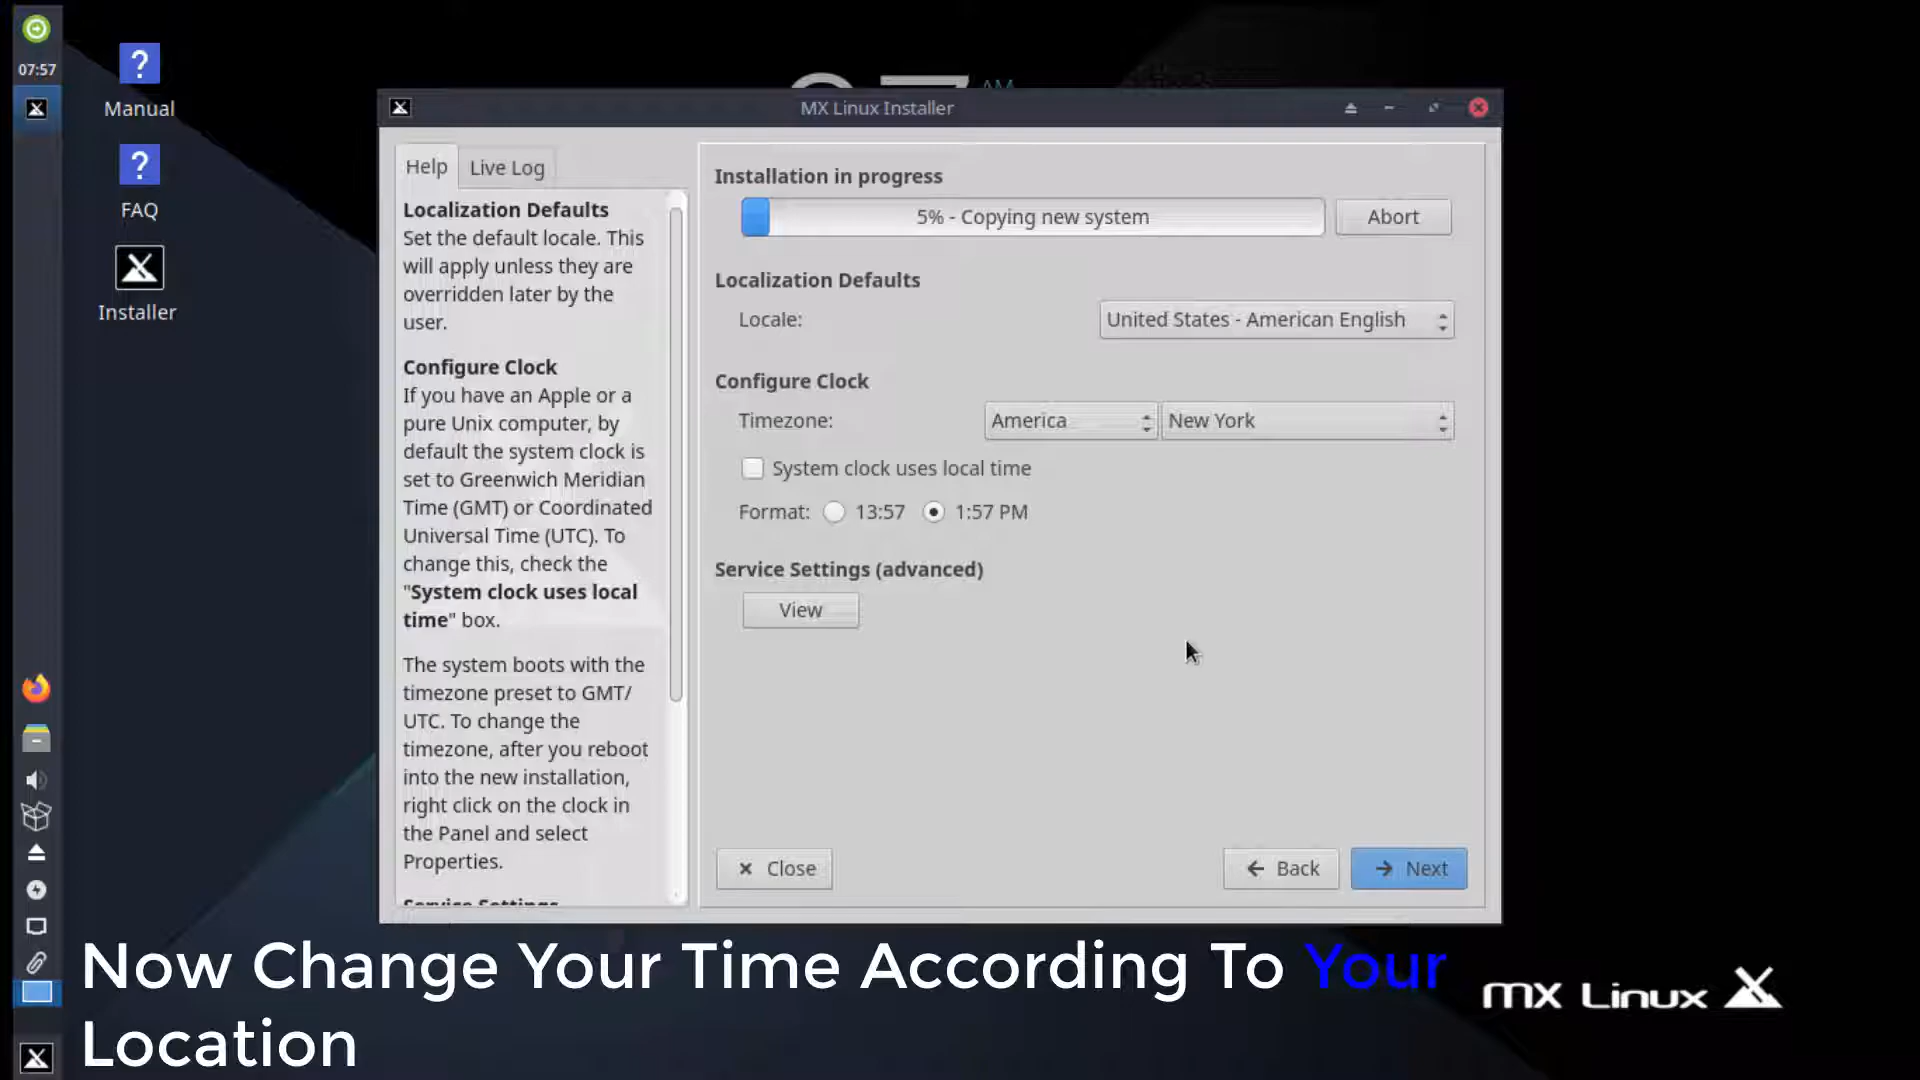 07:57
Manual
FAQ
Installer
AM
MX Linux Installer
Help
Live Log
Localization Defaults
Set the default locale. This
will apply unless they are
overridden later by the
user.
Configure Clock
If you have an Apple or a
pure Unix computer, by
default the system clock is
set to Greenwich Meridian
Time (GMT) or Coordinated
Universal Time (UTC). To
change this, check the
"System clock uses local
time" box.
The system boots with the
timezone preset to GMT/
UTC. To change the
timezone, after you reboot
into the new installation,
right click on the clock in
the Panel and select
Properties.
Service Settings
Installation in progress
5% - Copying new system
Abort
Localization Defaults
Locale:
United States - American English
Configure Clock
Timezone:
America
New York
System clock uses local time
Format:
13:57
1:57 PM
Service Settings (advanced)
View
Close
Back
Next
Now Change Your Time According To Your
Location
MX Linux